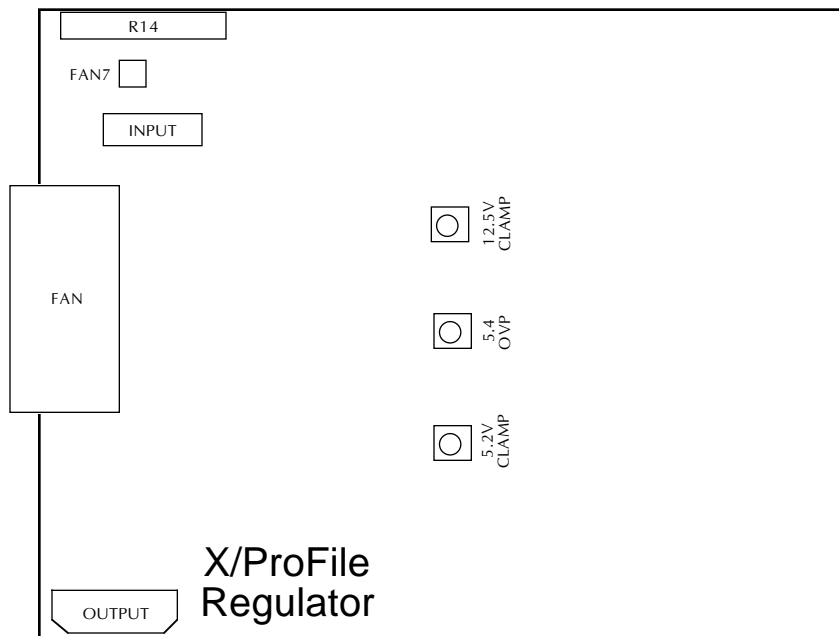 R14
FAN7
INPUT
12.5V
CLAMP
FAN
5.4
OVP
5.2V
CLAMP
X/ProFile
Regulator
OUTPUT